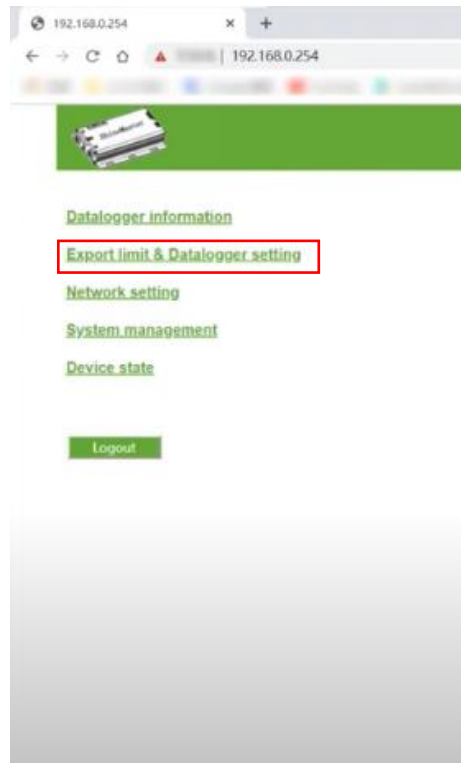 192.168.0.254
192.168.0.254
Datalogger information
Export limit & Datalogger setting
Network setting
System management
Device state
Logout